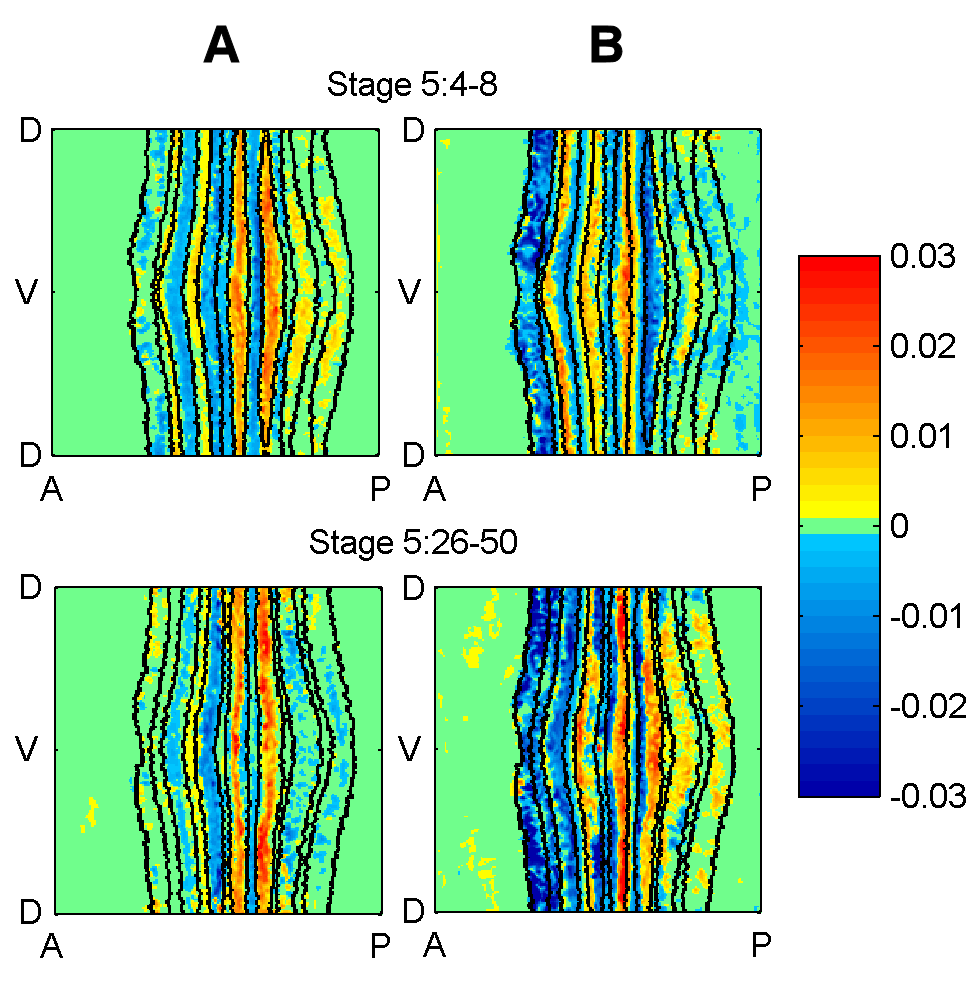 A B
Stage 5:4-8
D D
V V
D D
A P A P
0.03
0.02
0.01
0
-0.01
-0.02
-0.03
Stage 5:26-50
D D
V V
D D
A P A P